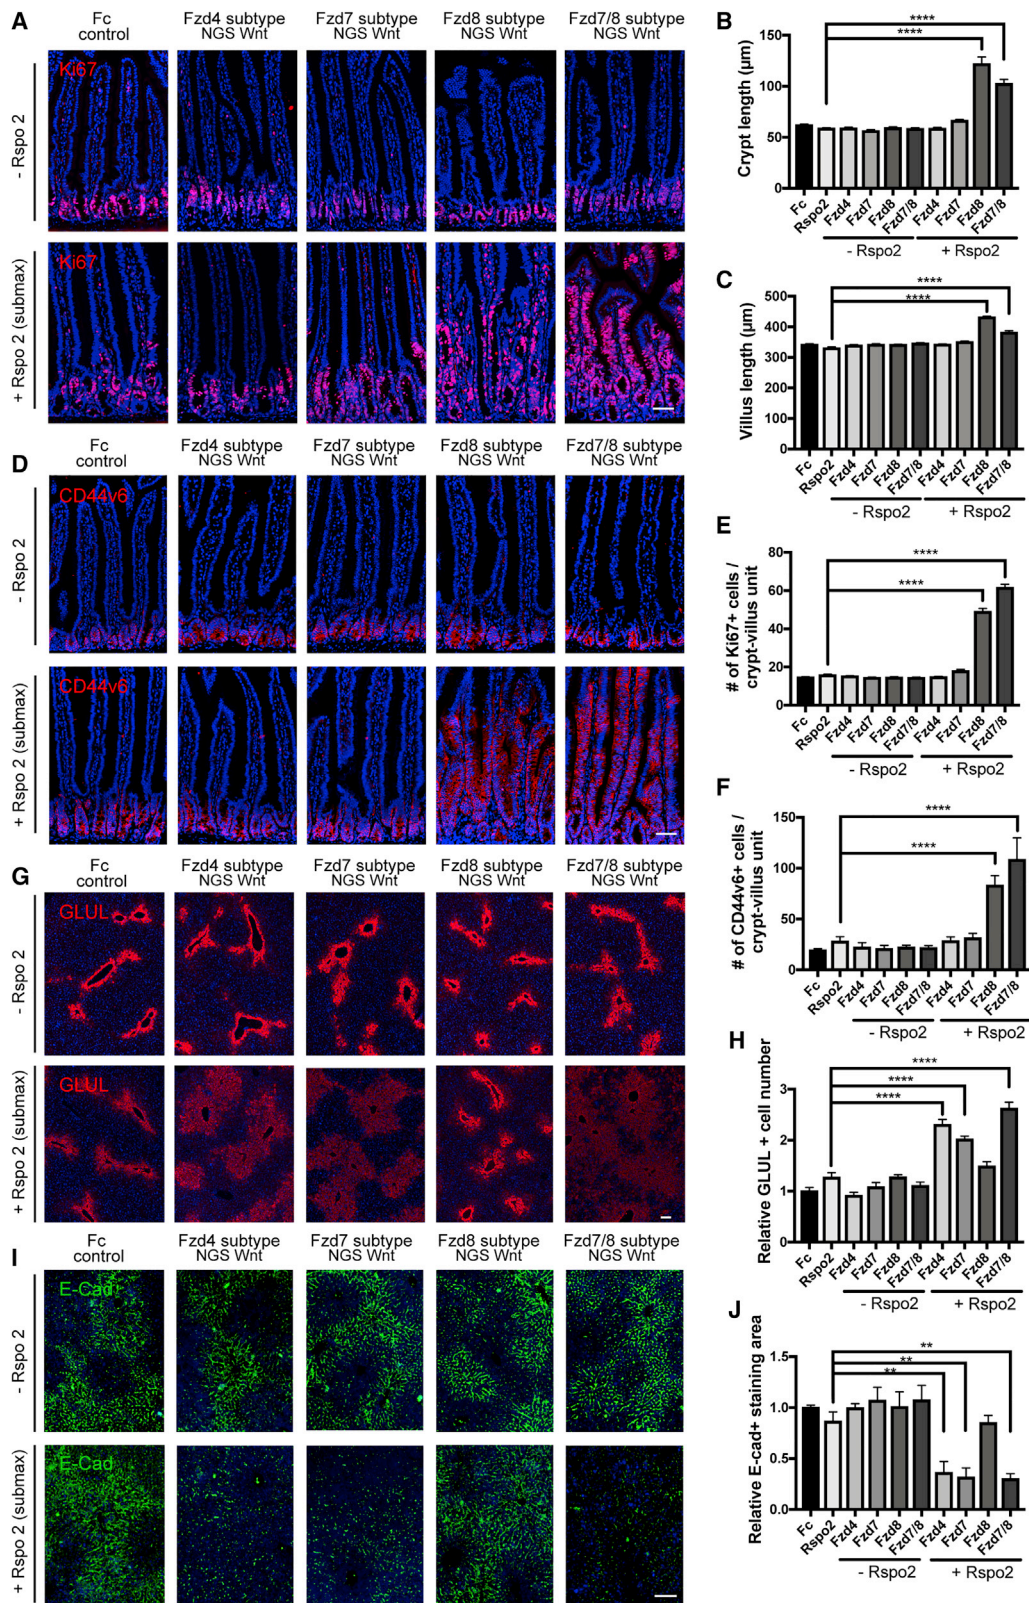 A
Fc control
Fzd4 subtype NGS Wnt
Fzd7 subtype NGS Wnt
Fzd8 subtype NGS Wnt
Fzd7/8 subtype NGS Wnt
- Rspo 2
Ki67
+ Rspo 2 (submax)
Ki67
B
Crypt length (µm)
150
100
50
0
****
****
Fc
Rspo2
Fzd4
Fzd7
Fzd8
Fzd7/8
Fzd4
Fzd7
Fzd8
Fzd7/8
- Rspo2
+ Rspo2
C
Villus length (µm)
500
400
300
200
100
0
****
****
Fc
Rspo2
Fzd4
Fzd7
Fzd8
Fzd7/8
Fzd4
Fzd7
Fzd8
Fzd7/8
- Rspo2
+ Rspo2
D
Fc control
Fzd4 subtype NGS Wnt
Fzd7 subtype NGS Wnt
Fzd8 subtype NGS Wnt
Fzd7/8 subtype NGS Wnt
- Rspo 2
CD44v6
+ Rspo 2 (submax)
CD44v6
E
# of Ki67+ cells / crypt-villus unit
80
60
40
20
0
****
****
Fc
Rspo2
Fzd4
Fzd7
Fzd8
Fzd7/8
Fzd4
Fzd7
Fzd8
Fzd7/8
- Rspo2
+ Rspo2
F
# of CD44v6+ cells / crypt-villus unit
150
100
50
0
****
****
Fc
Rspo2
Fzd4
Fzd7
Fzd8
Fzd7/8
Fzd4
Fzd7
Fzd8
Fzd7/8
- Rspo2
+ Rspo2
G
Fc control
Fzd4 subtype NGS Wnt
Fzd7 subtype NGS Wnt
Fzd8 subtype NGS Wnt
Fzd7/8 subtype NGS Wnt
- Rspo 2
GLUL
+ Rspo 2 (submax)
GLUL
H
Relative GLUL + cell number
3
2
1
0
****
****
****
Fc
Rspo2
Fzd4
Fzd7
Fzd8
Fzd7/8
Fzd4
Fzd7
Fzd8
Fzd7/8
- Rspo2
+ Rspo2
I
Fc control
Fzd4 subtype NGS Wnt
Fzd7 subtype NGS Wnt
Fzd8 subtype NGS Wnt
Fzd7/8 subtype NGS Wnt
- Rspo 2
E-Cad
+ Rspo 2 (submax)
E-Cad
J
Relative E-cad+ staining area
1.5
1.0
0.5
0.0
**
**
**
Fc
Rspo2
Fzd4
Fzd7
Fzd8
Fzd7/8
Fzd4
Fzd7
Fzd8
Fzd7/8
- Rspo2
+ Rspo2